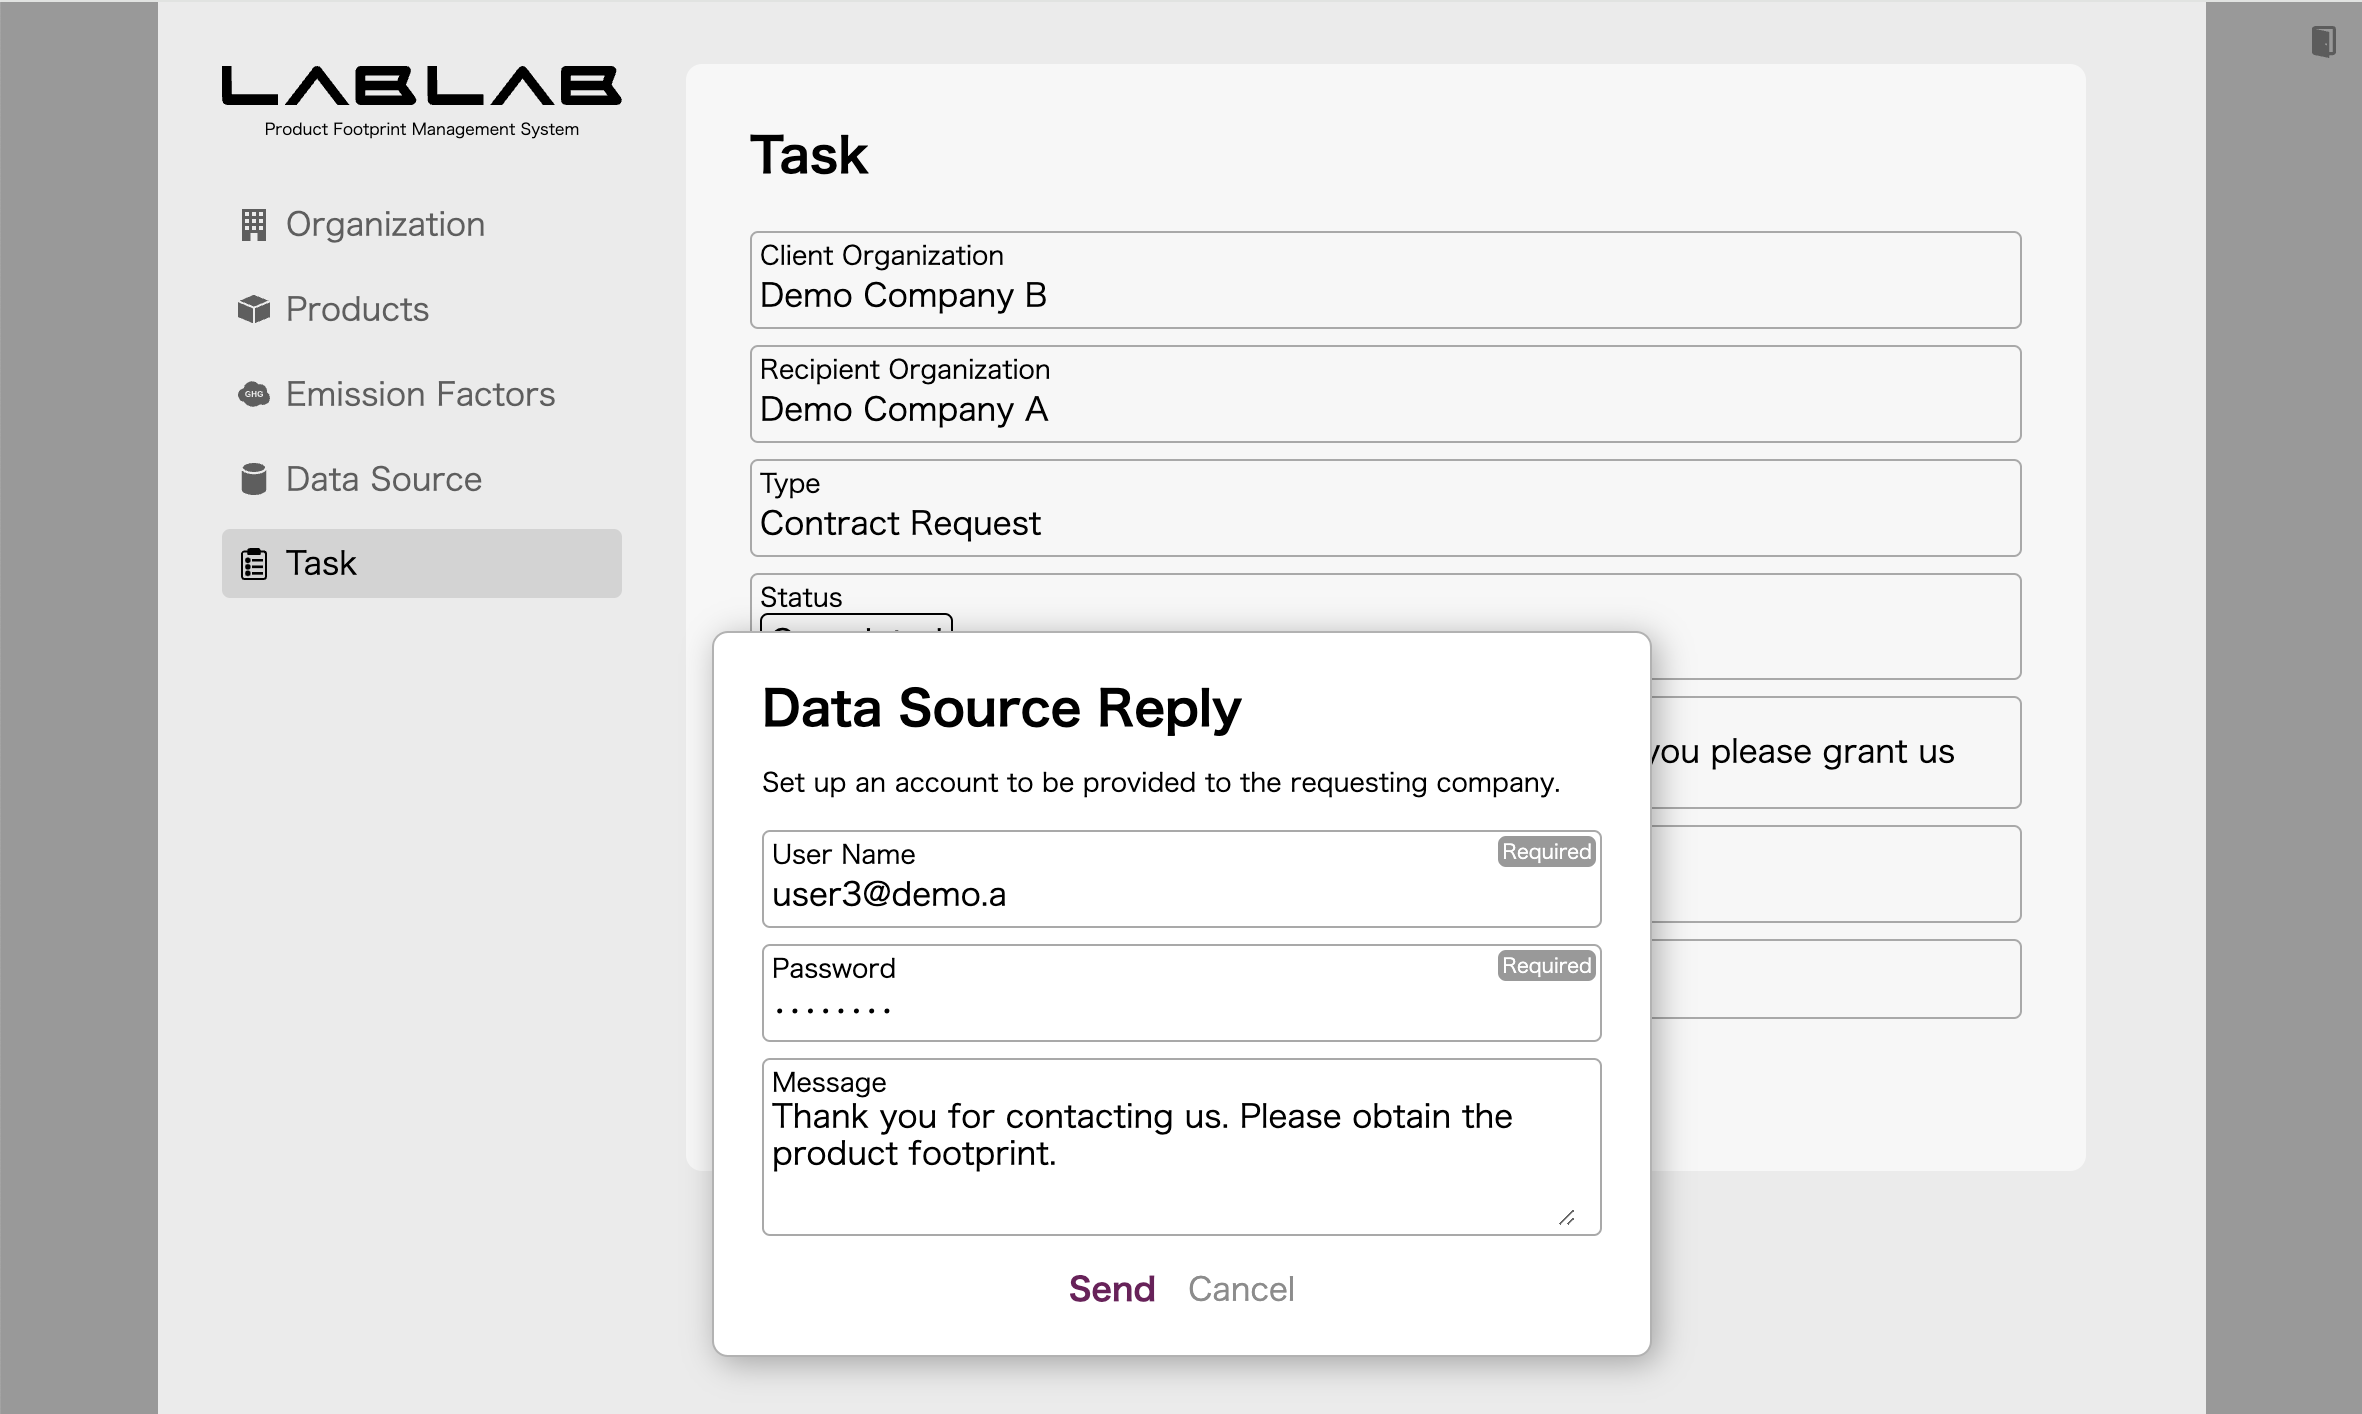 LABLAB
Product Footprint Management System
Organization
Products
GHG
Emission Factors
Data Source
Task
Task
Client Organization
Demo Company B
Recipient Organization
Demo Company A
Type
Contract Request
Status
you please grant us
Data Source Reply
Set up an account to be provided to the requesting company.
User Name
Required
user3@demo.a
Password
Required
........
Message
Thank you for contacting us. Please obtain the
product footprint.
Send
Cancel